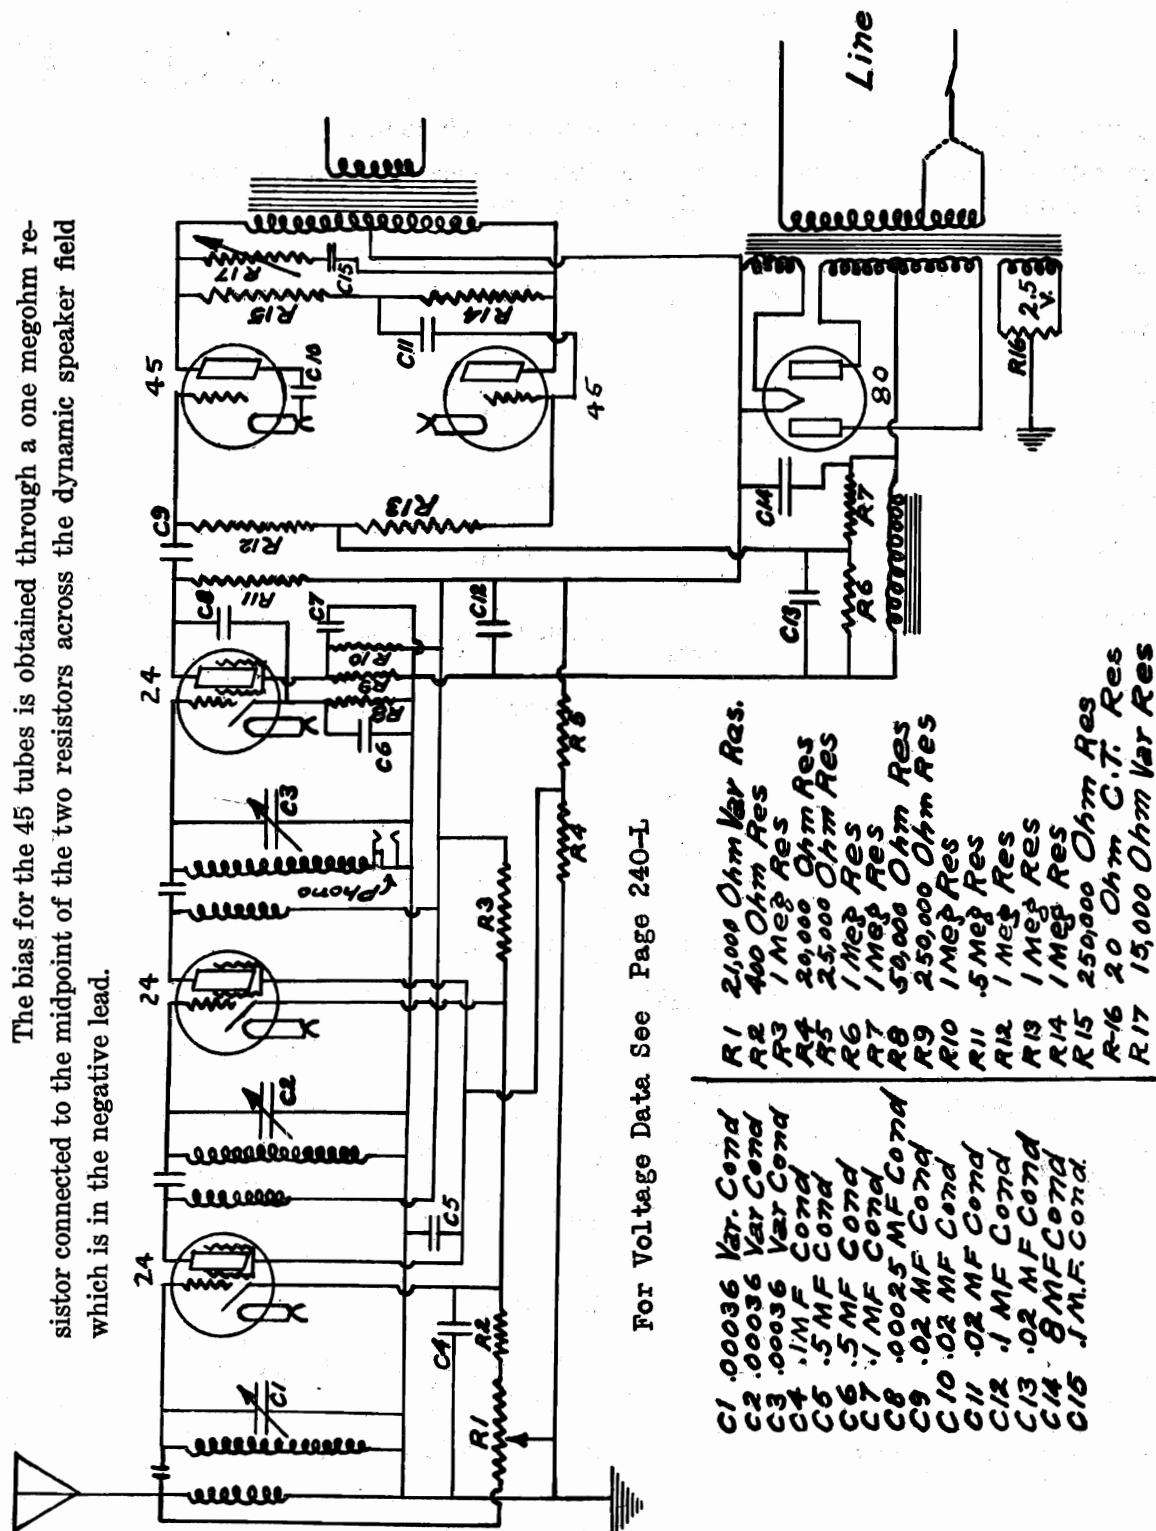 The bias for the 45 tubes is obtained through a one megohm re-
sistor connected to the midpoint of the two resistors across the dynamic speaker field
which is in the negative lead.
24
24
24
45
45
80
C1
C2
C3
C4
C5
C6
C7
C8
C9
C10
C11
C12
C13
C14
C15
R1
R2
R3
R4
R5
R6
R7
R8
R9
R10
R11
R12
R13
R14
R15
R16
R17
Phono
2.5 V.
Line
For Voltage Data See Page 240-L
C1 .00036 Var. Cond
C2 .00036 Var Cond
C3 .00036 Var Cond
C4 .1MF Cond
C5 .5 MF Cond
C6 .5 MF Cond
C7 .1 MF Cond
C8 .00025 MF Cond
C9 .02 MF Cond
C10 .02 MF Cond
C11 .02 MF Cond
C12 .1 MF Cond
C13 .02 MF Cond
C14 8 MF Cond
C15 .1 M.F. Cond.
R1 21,000 Ohm Var Res.
R2 400 Ohm Res
R3 1 Meg Res
R4 20,000 Ohm Res
R5 25,000 Ohm Res
R6 1 Meg Res
R7 1 Meg Res
R8 50,000 Ohm Res
R9 250,000 Ohm Res
R10 1 Meg Res
R11 .5 Meg Res
R12 1 Meg Res
R13 1 Meg Res
R14 1 Meg Res
R15 250,000 Ohm Res
R-16 20 Ohm C.T. Res
R17 15,000 Ohm Var Res